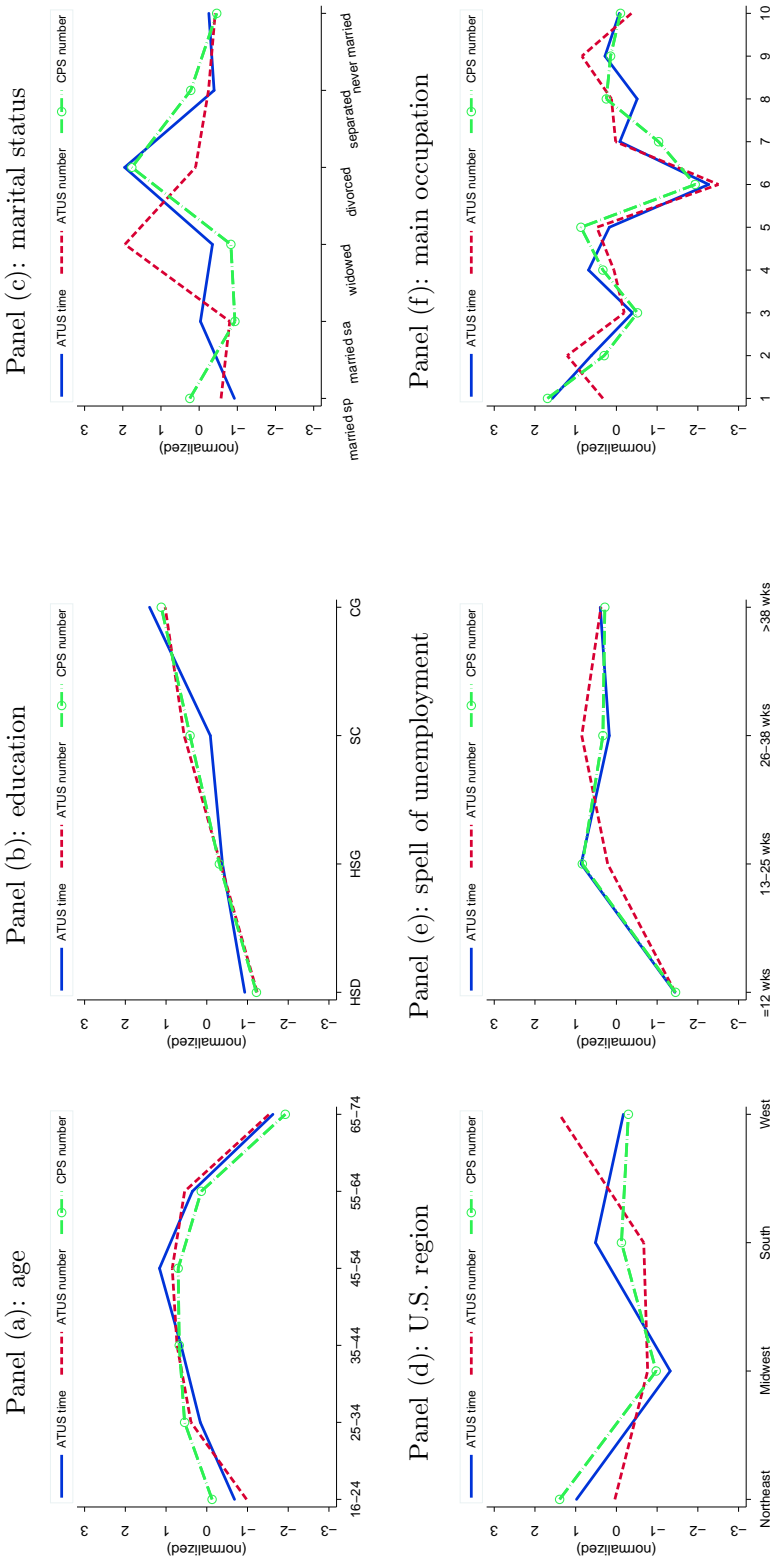 Panel (a): age
ATUS time ATUS number CPS number
3
2
1
0
−1
−2
−3
(normalized)
16−24 25−34 35−44 45−54 55−64 65−74
Panel (b): education
ATUS time ATUS number CPS number
3
2
1
0
−1
−2
−3
(normalized)
HSD HSG SC CG
Panel (c): marital status
ATUS time ATUS number CPS number
3
2
1
0
−1
−2
−3
(normalized)
married sp married sa widowed divorced separated never married
Panel (d): U.S. region
ATUS time ATUS number CPS number
3
2
1
0
−1
−2
−3
(normalized)
Northeast Midwest South West
Panel (e): spell of unemployment
ATUS time ATUS number CPS number
3
2
1
0
−1
−2
−3
(normalized)
=12 wks 13−25 wks 26−38 wks >38 wks
Panel (f): main occupation
ATUS time ATUS number CPS number
3
2
1
0
−1
−2
−3
(normalized)
1 2 3 4 5 6 7 8 9 10